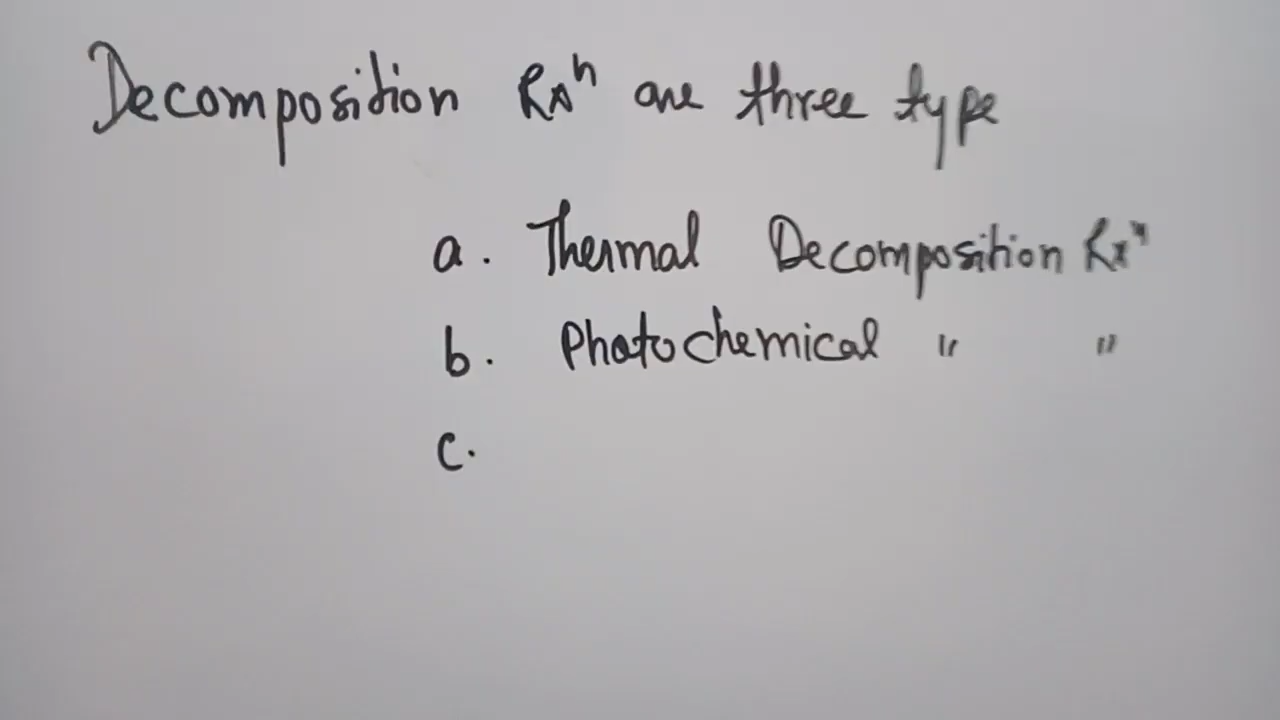 Decomposition Rxⁿ are three type
a. Thermal Decomposition Rxⁿ
b. Photochemical " "
c.